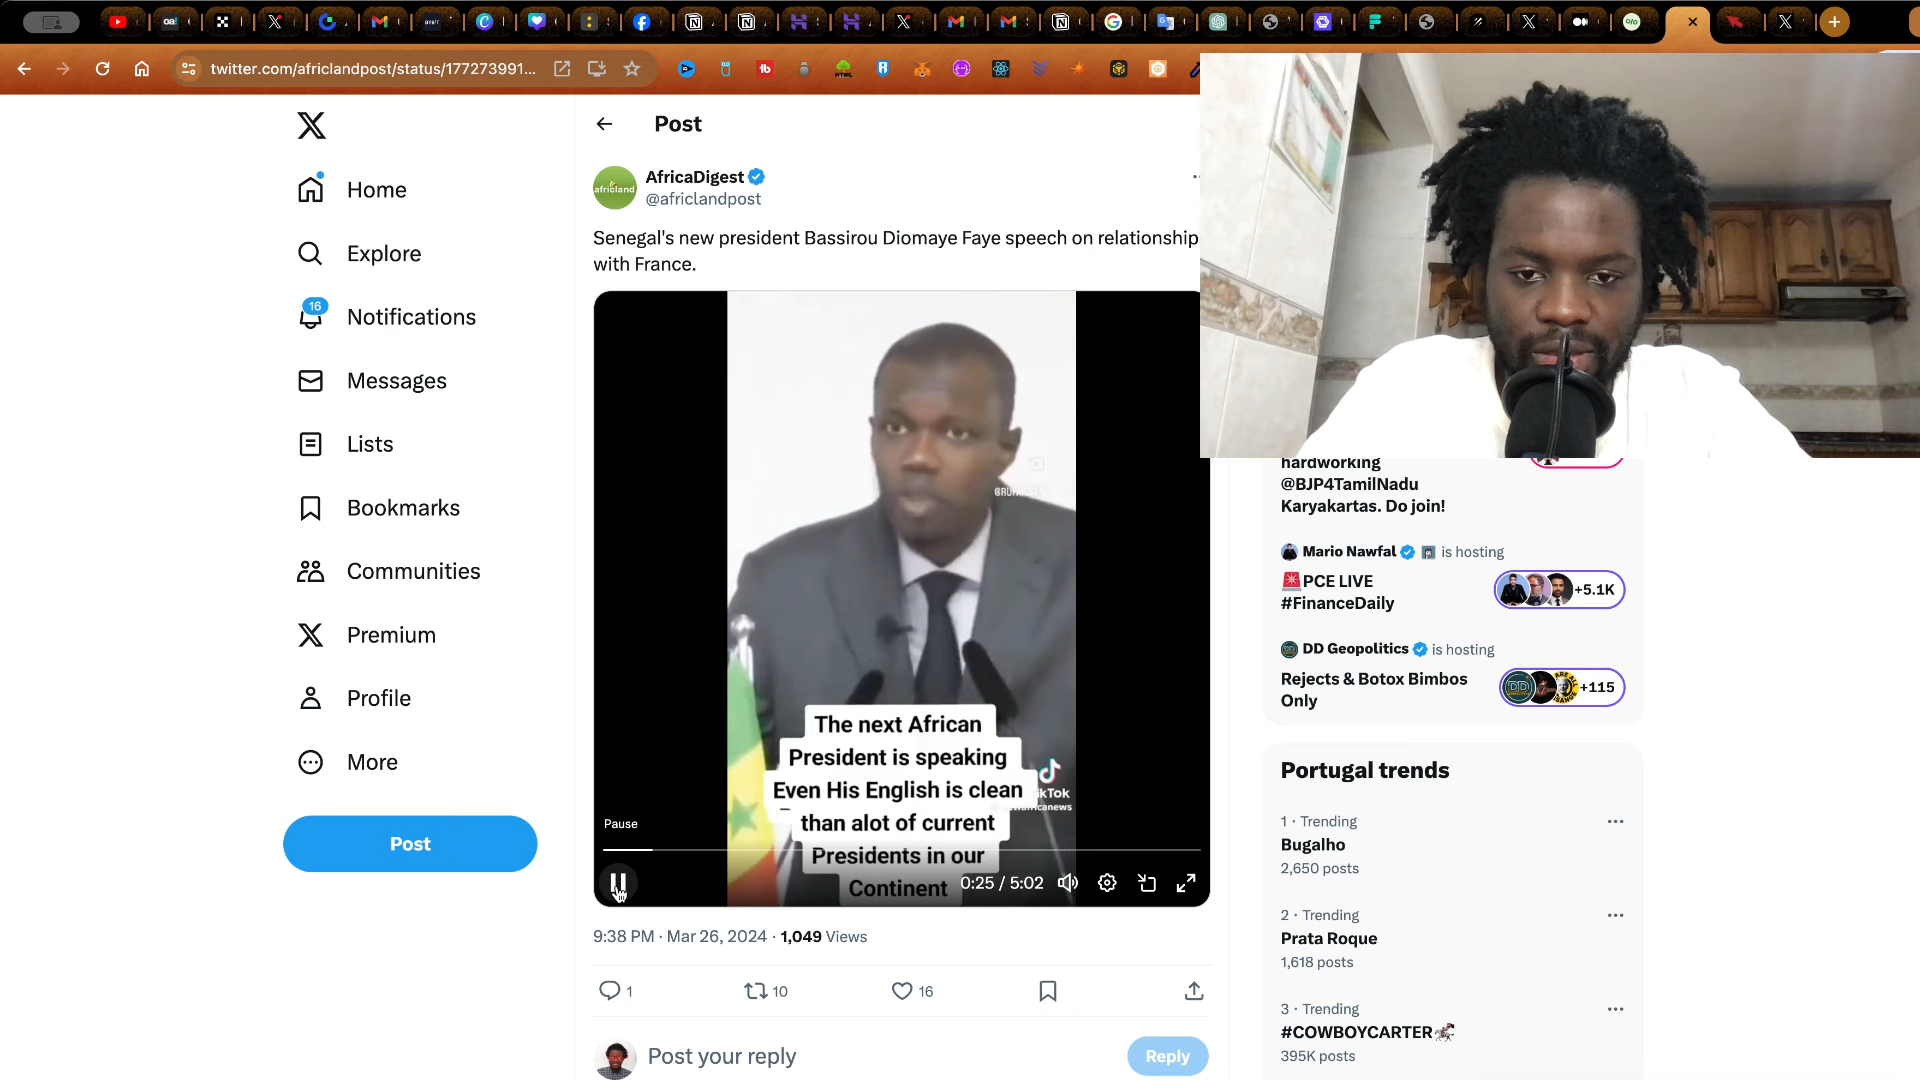 twitter.com/africlandpost/status/177273991...
Post
Home
Explore
16
Notifications
Messages
Lists
Bookmarks
Communities
Premium
Profile
More
Post
africland
AfricaDigest
@africlandpost
Senegal's new president Bassirou Diomaye Faye speech on relationship
with France.
The next African
President is speaking
Even His English is clean
than alot of current
Presidents in our
Continent
Pause
0:25 / 5:02
9:38 PM · Mar 26, 2024 · 1,049 Views
1
10
16
Post your reply
Reply
hardworking
@BJP4TamilNadu
Karyakartas. Do join!
Mario Nawfal is hosting
🚨PCE LIVE
#FinanceDaily
+5.1K
DD Geopolitics is hosting
Rejects & Botox Bimbos
Only
+115
Portugal trends
1 · Trending
Bugalho
2,650 posts
2 · Trending
Prata Roque
1,618 posts
3 · Trending
#COWBOYCARTER
395K posts